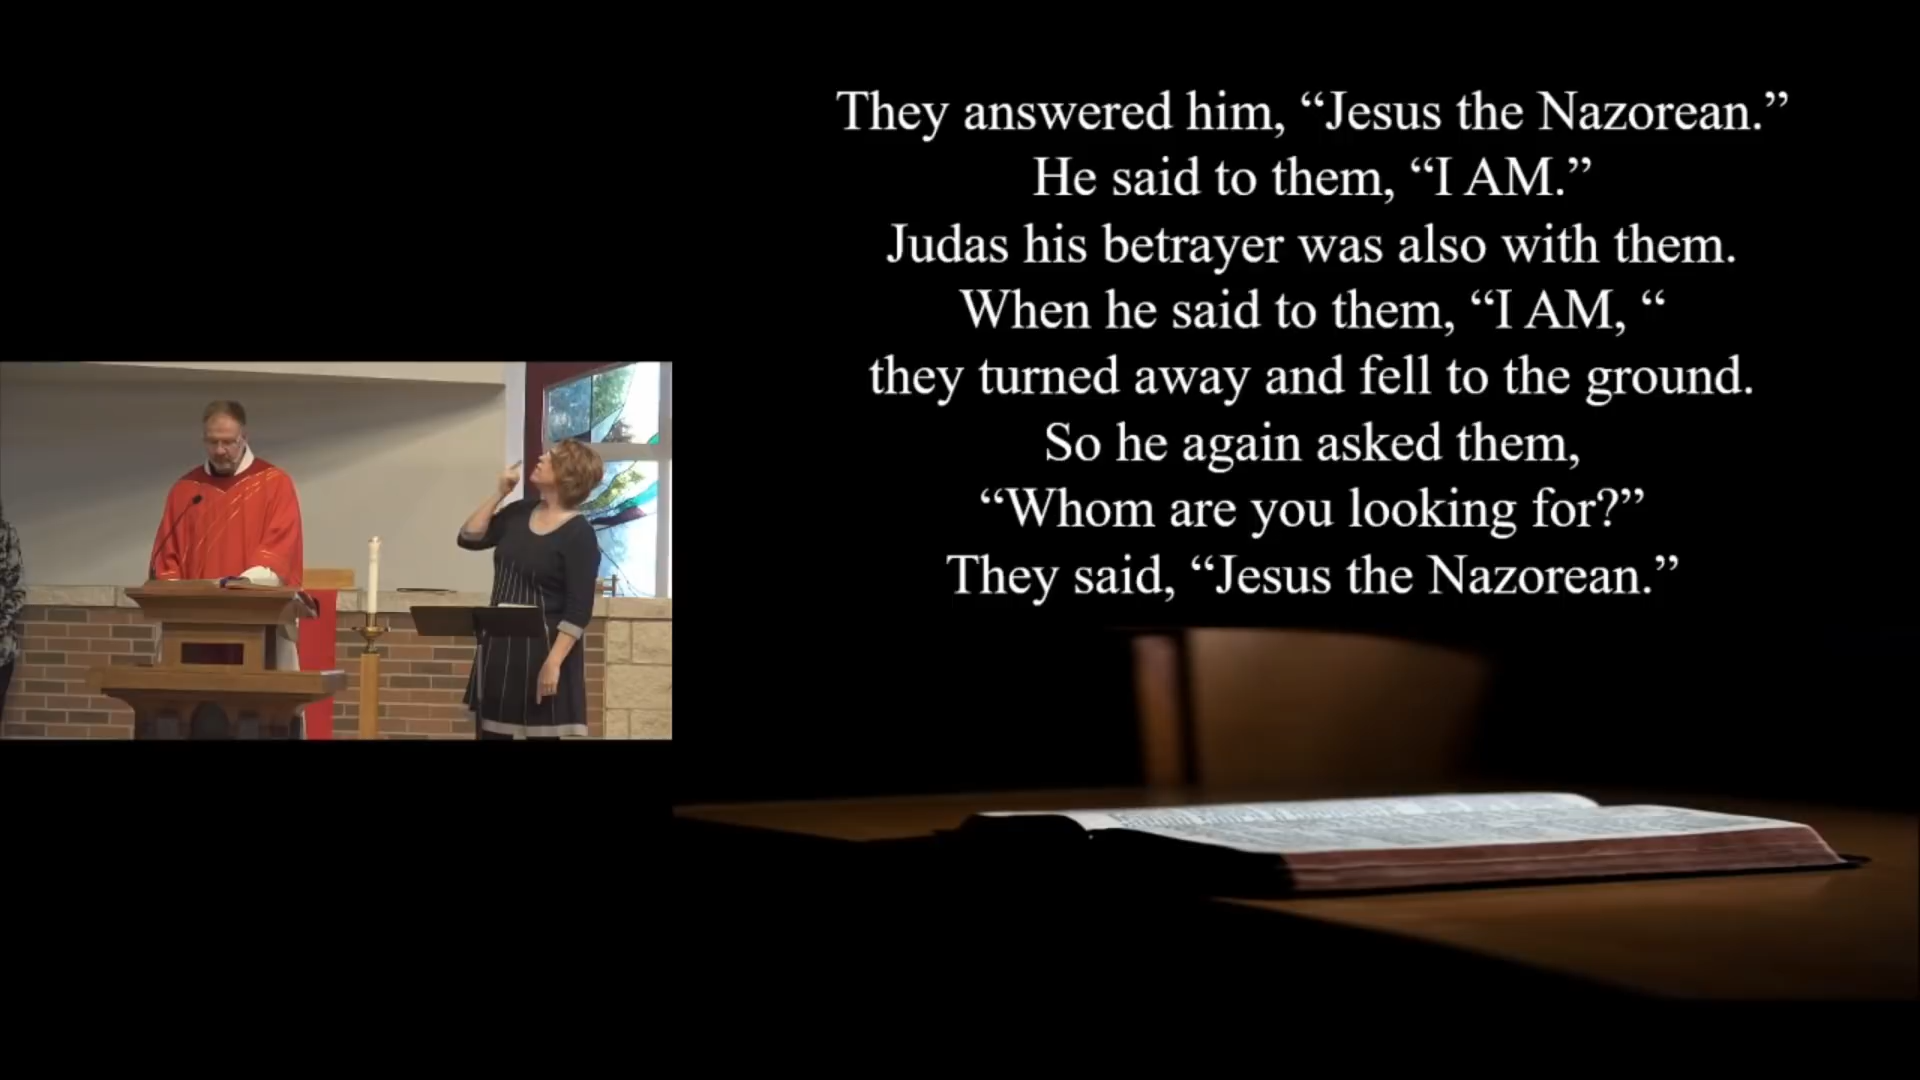 They answered him, “Jesus the Nazorean.”
He said to them, “I AM.”
Judas his betrayer was also with them.
When he said to them, “I AM, “
they turned away and fell to the ground.
So he again asked them,
“Whom are you looking for?”
They said, “Jesus the Nazorean.”